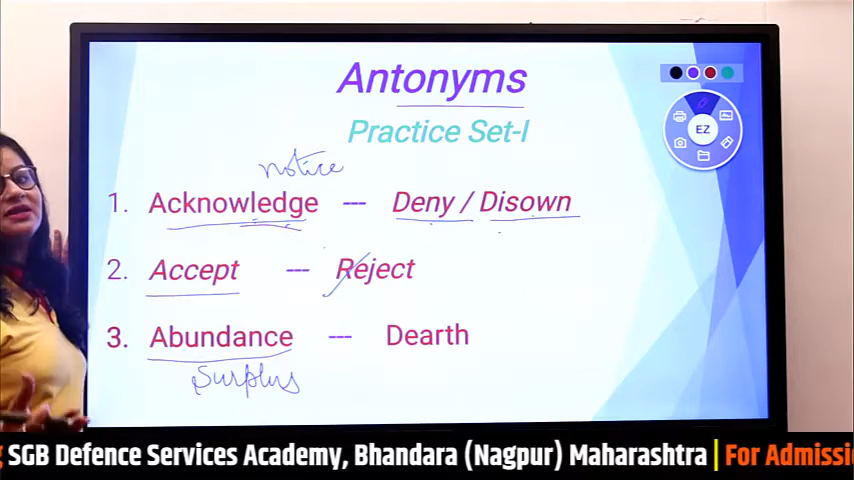 Antonyms
Practice Set-I
notice
1. Acknowledge --- Deny / Disown
2. Accept --- Reject
3. Abundance --- Dearth
Surplus
EZ
SGB Defence Services Academy, Bhandara (Nagpur) Maharashtra | For Admissi